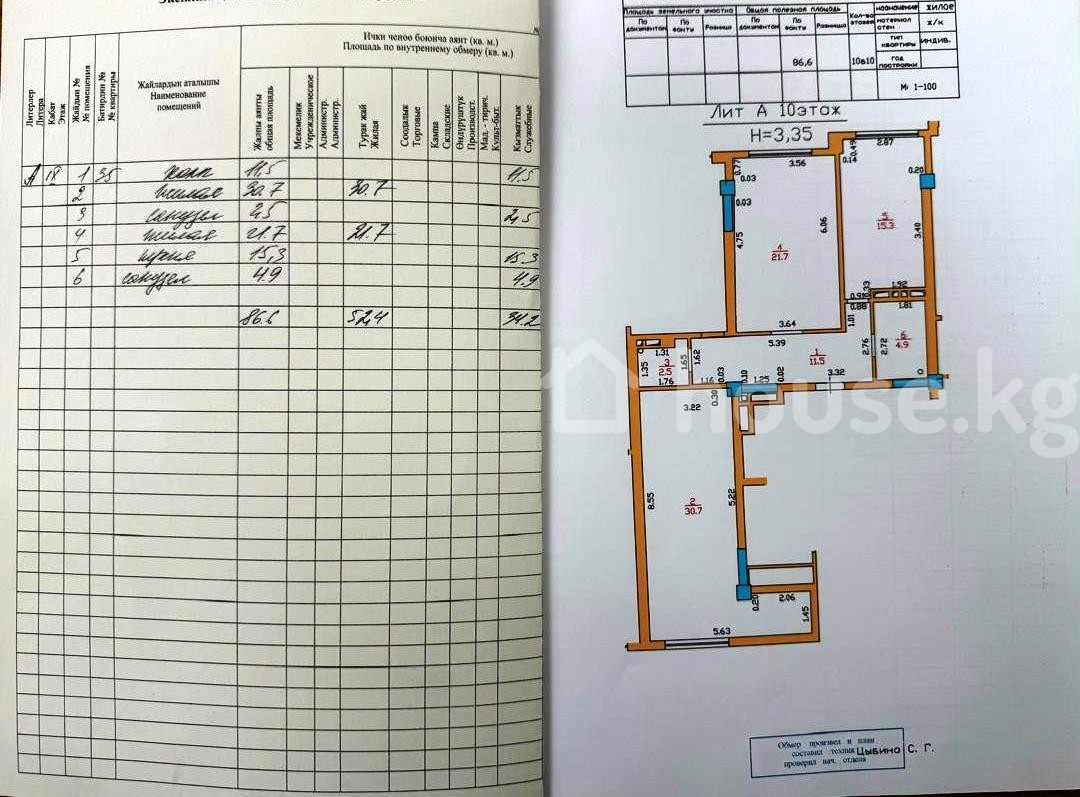 Ички ченөө боюнча аянт (кв. м.)
Площадь по внутреннему обмеру (кв. м.)
Литерлер
Литера
Кабат
Этаж
Жайдын №
№ помещения
Батирдин №
№ квартиры
Жайлардын аталышы
Наименование
помещений
Жалпы аянты
общая площадь
Мекемелик
Учрежденическое
Администр.
Администр.
Турак жай
Жилая
Соодалык
Торговые
Кампа
Складские
Өндүрүштүк
Производст.
Мад. - тирич.
Культ-быт.
Кызматтык
Служебные
А 1 35 11,5 11.5
2 жилая 30.7 30.7
3 санузел 2,5 2,5
4 жилая 21.7 21.7
5 кухня 15,3 15.3
6 санузел 4.9 4.9
86.6 52,4 34.2
Площадь земельного участка
Общая полезная площадь
По документам
По факту
Разница
По документам
По факту
Разница
Кол-во этажей
назначение
жилое
материал стен
ж/к
тип квартиры
индив.
год постройки
86,6
10в10
М 1-100
Лит А 10этаж
Н=3,35
3.56
2.87
0.49
0.14
0.77
0.03
0.03
0.20
4.75
6.06
4
21.7
5
15.3
3.40
3.64
0.33
1.92
0.88
1.81
1.01
5.39
1
11.5
2.76
2.72
6
4.9
3.32
1.31
1.35
3
2.5
1.65
1.62
1.76
1.16
0.03
0.10
1.25
0.02
0.30
3.22
8.55
2
30.7
5.22
0.20
2.06
1.45
5.63
house.kg
Обмер произвел и план
составил техник Цыбина С. Г.
проверил нач. отдела